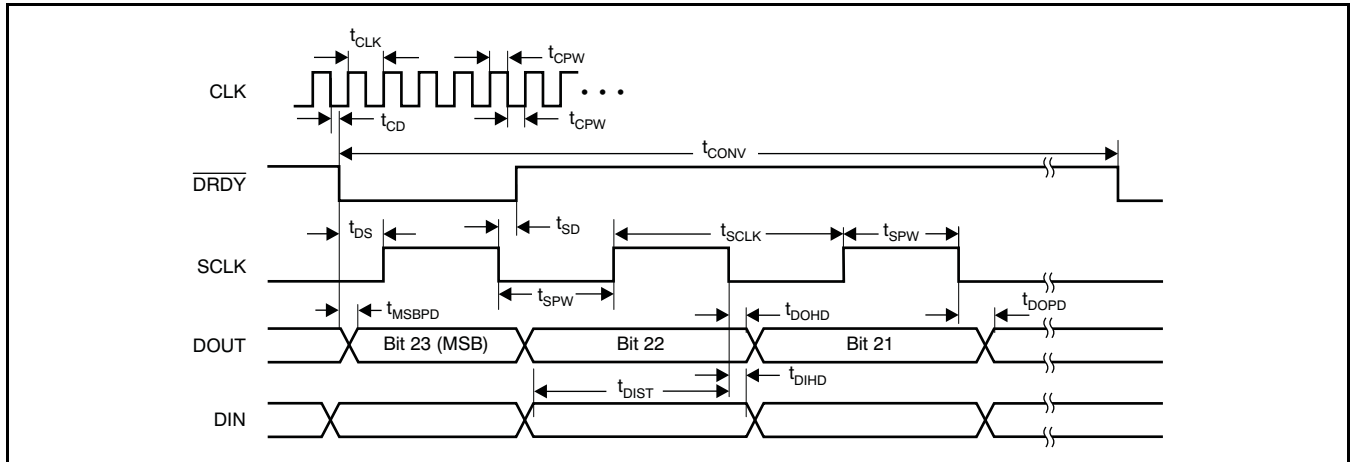 tCLK
tCPW
CLK
• • •
tCD
tCPW
tCONV
DRDY
tDS
tSD
tSCLK
tSPW
SCLK
tSPW
tMSBPD
tDOHD
tDOPD
DOUT
Bit 23 (MSB)
Bit 22
Bit 21
tDIST
tDIHD
DIN